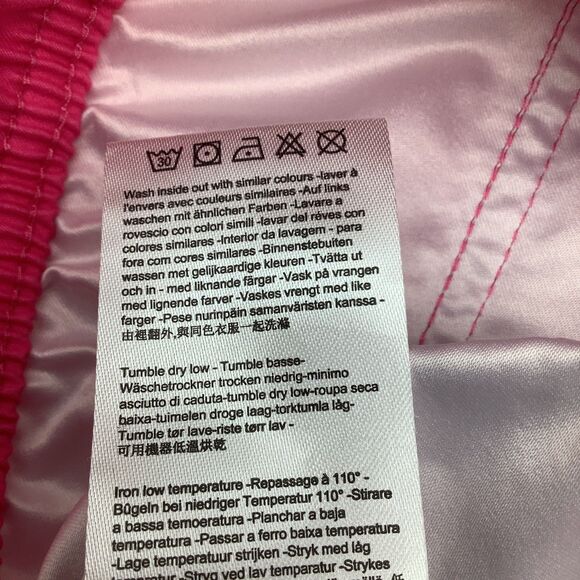 30
Wash inside out with similar colours -laver à
l'envers avec couleurs similaires -Auf links
waschen mit ähnlichen Farben -Lavare a
rovescio con colori simili -lavar del réves con
colores similares -Interior da lavagem - para
fora com cores similares -Binnenstebuiten
wassen met gelijkaardige kleuren -Tvätta ut
och in - med liknande färgar -Vask på vrangen
med lignende farver -Vaskes vrengt med like
farger -Pese nurinpäin samanväristen kanssa -
由裡翻外,與同色衣服一起洗滌
Tumble dry low - Tumble basse-
Wäschetrockner trocken niedrig-minimo
asciutto di caduta-tumble dry low-roupa seca
baixa-tuimelen droge laag-torktumla låg-
Tumble tør lave-riste tørr lav -
可用機器低溫烘乾
Iron low temperature -Repassage à 110° -
Bügeln bei niedriger Temperatur 110° -Stirare
a bassa temoeratura -Planchar a baja
temperatura -Passar a ferro baixa temperatura
-Lage temperatuur strijken -Stryk med låg
temperatur -Stryg ved lav temperatur -Strykes